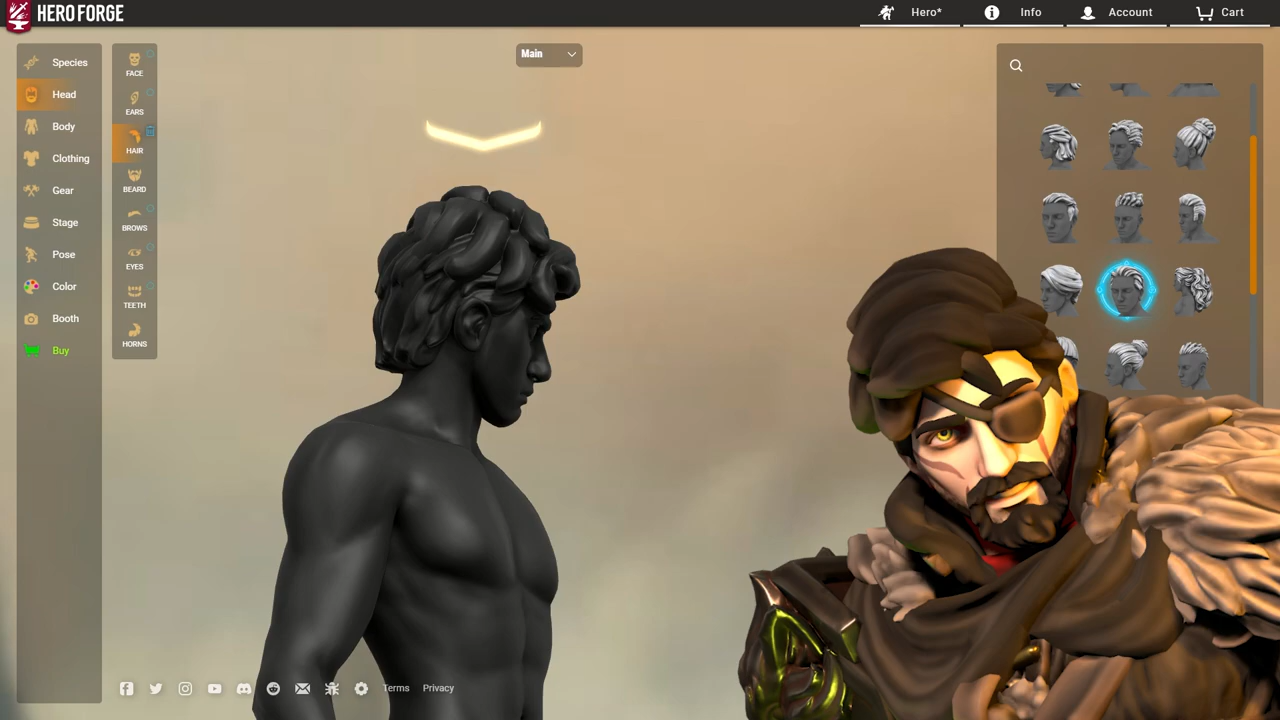 HERO FORGE
Hero*
Info
Account
Cart
Main
Species
Head
Body
Clothing
Gear
Stage
Pose
Color
Booth
Buy
FACE
EARS
HAIR
BEARD
BROWS
EYES
TEETH
HORNS
Terms
Privacy